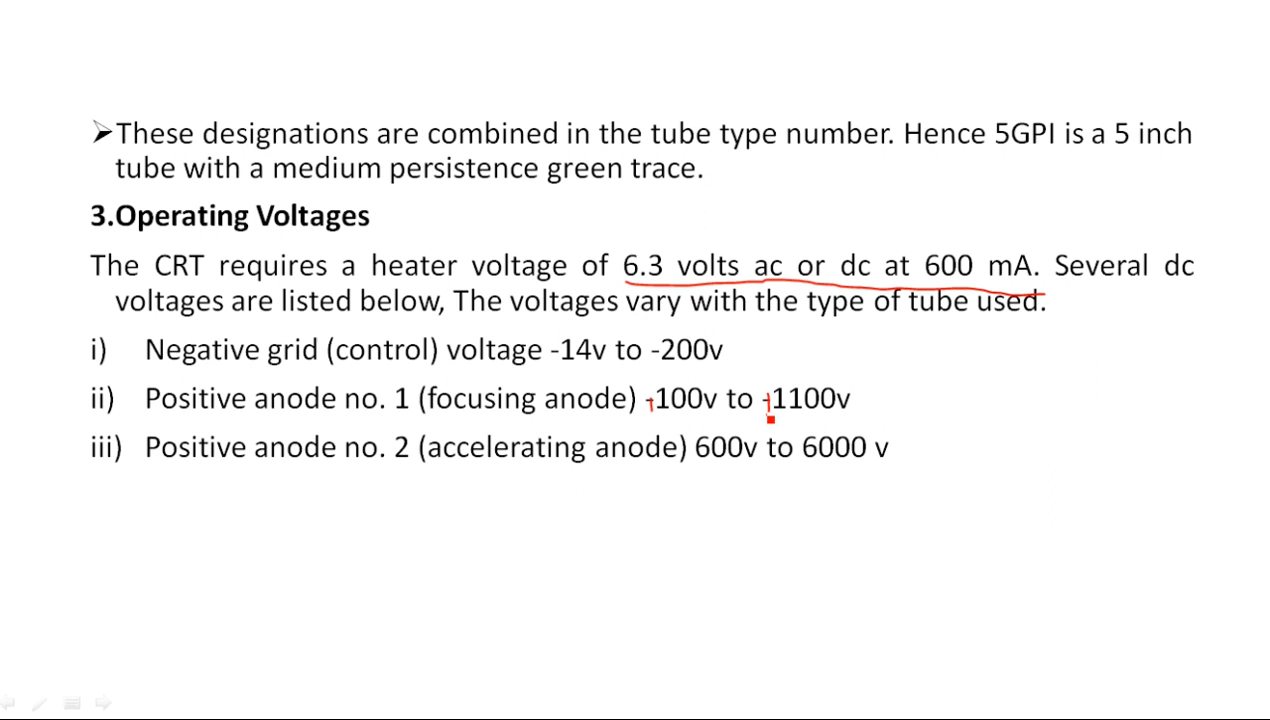 ➢These designations are combined in the tube type number. Hence 5GPI is a 5 inch
tube with a medium persistence green trace.
3.Operating Voltages
The CRT requires a heater voltage of 6.3 volts ac or dc at 600 mA. Several dc
voltages are listed below, The voltages vary with the type of tube used.
i) Negative grid (control) voltage -14v to -200v
ii) Positive anode no. 1 (focusing anode) -100v to -1100v
iii) Positive anode no. 2 (accelerating anode) 600v to 6000 v